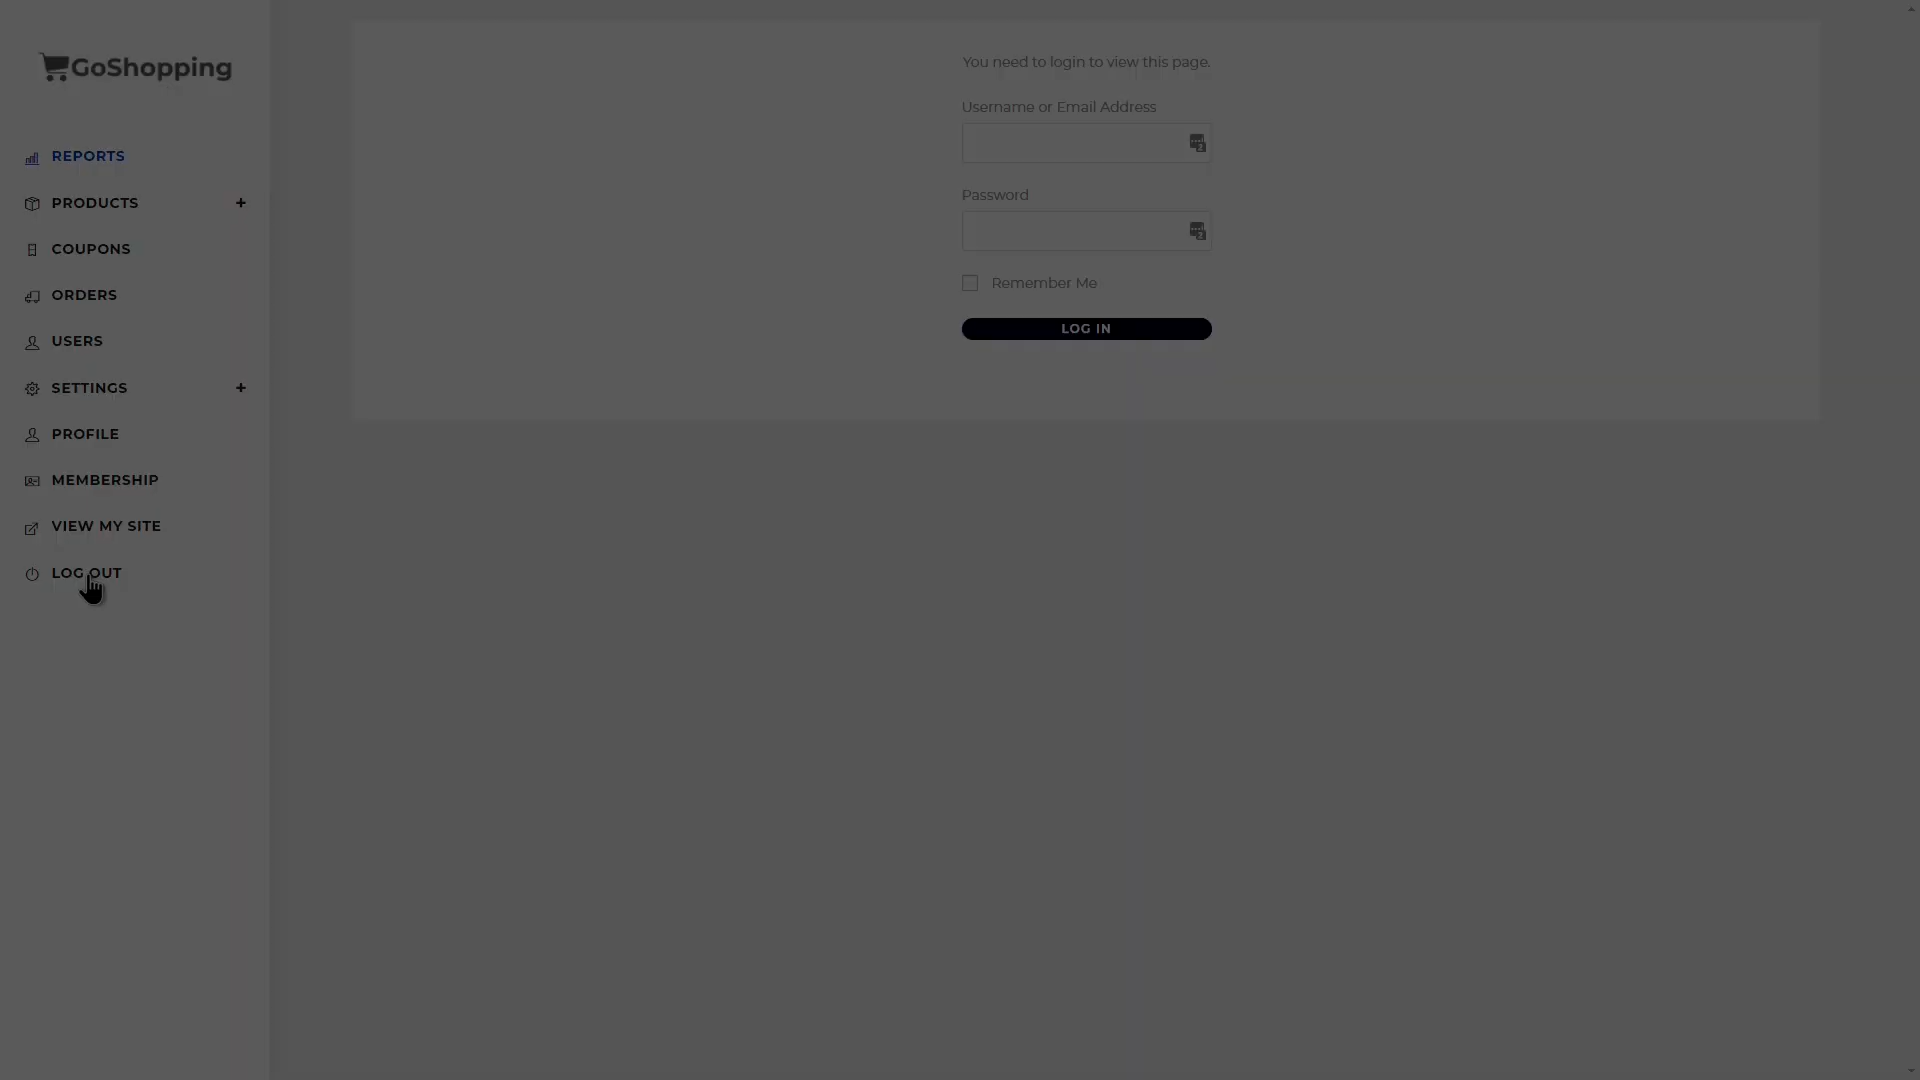 GoShopping
REPORTS
PRODUCTS +
COUPONS
ORDERS
USERS
SETTINGS +
PROFILE
MEMBERSHIP
VIEW MY SITE
LOG OUT
You need to login to view this page.
Username or Email Address
Password
Remember Me
LOG IN